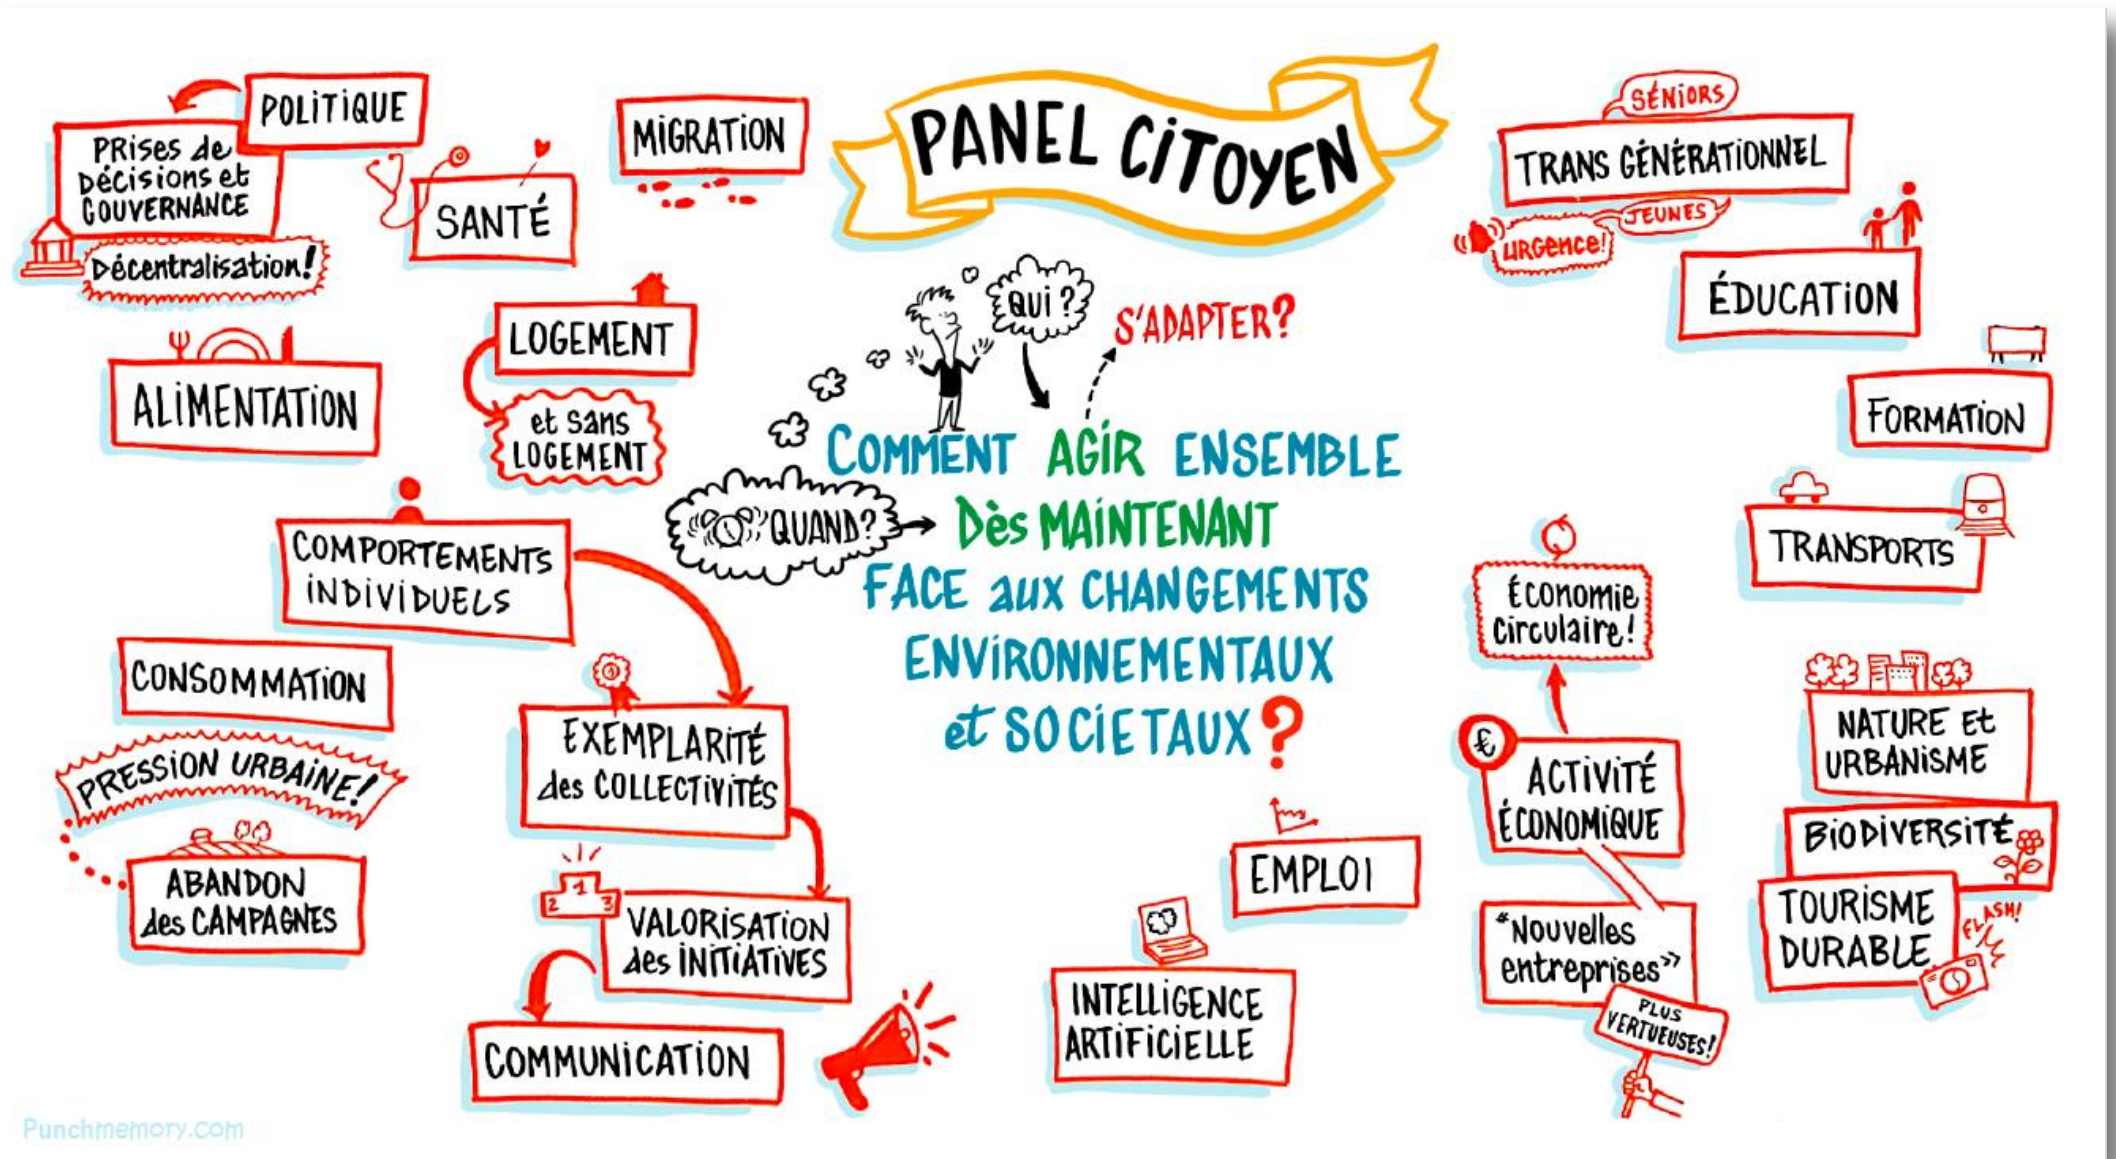 PANEL CiTOYEN
POLiTiQUE
PRises de
Décisions et
GOUVERNANCE
Décentralisation!
SANTÉ
MiGRATiON
LOGEMENT
et sans
LOGEMENT
ALiMENTATiON
QUi ?
S'ADAPTER?
COMMENT AGiR ENSEMBLE
QUAND?
Dès MAiNTENANT
FACE aux CHANGEMENTS
ENViRONNEMENTAUX
et SOCiETAUX ?
COMPORTEMENTS
iNDiViDUELS
CONSOMMATiON
PRESSiON URBAiNE!
ABANDON
des CAMPAGNES
EXEMPLARiTÉ
des COLLECTiViTÉS
1
2 3
VALORiSATiON
des iNiTiATiVES
COMMUNiCATiON
SÉNiORS
TRANS GÉNÉRATiONNEL
JEUNES
URGence!
ÉDUCATiON
FORMATiON
TRANSPORTS
Économie
circulaire!
€
ACTiViTÉ
ÉCONOMiQUE
"Nouvelles
entreprises"
PLUS
VERTUEUSES!
NATURE et
URBANiSME
BiODiVERSiTÉ
TOURiSME
DURABLE
FLASH!
EMPLOi
iNTELLiGENCE
ARTiFiCiELLE
Punchmemory.com